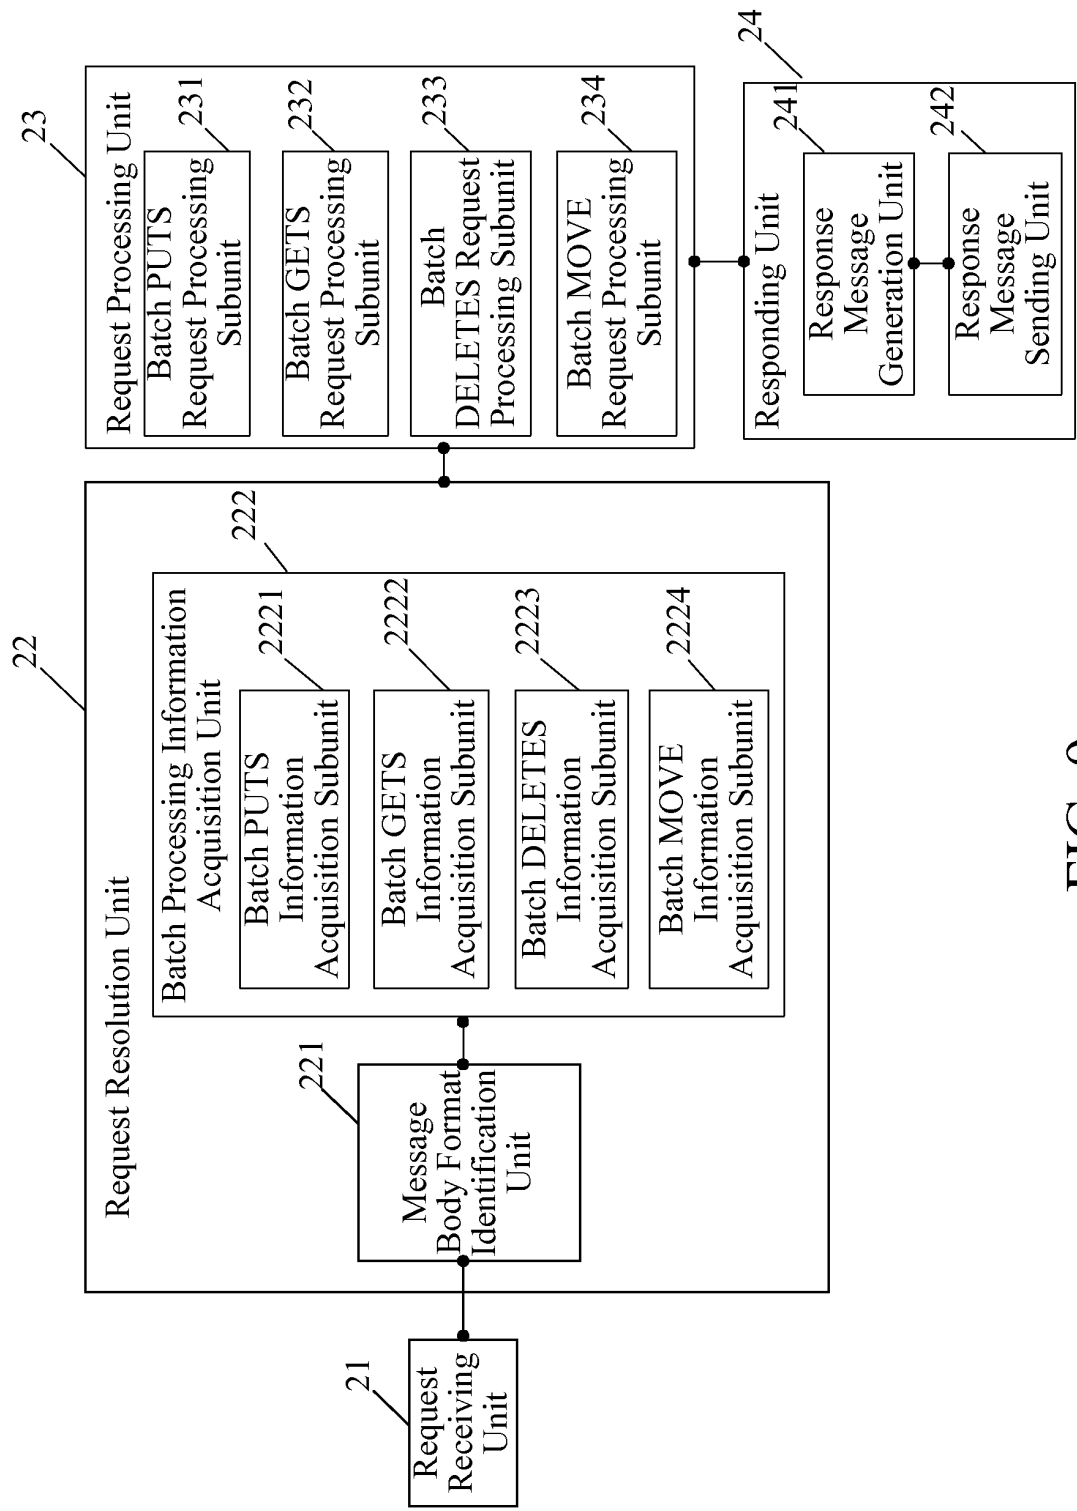 22
Request Resolution Unit
222
Batch Processing Information
Acquisition Unit
2221
Batch PUTS
Information
Acquisition Subunit
2222
Batch GETS
Information
Acquisition Subunit
2223
Batch DELETES
Information
Acquisition Subunit
2224
Batch MOVE
Information
Acquisition Subunit
221
Message
Body Format
Identification
Unit
21
Request
Receiving
Unit
23
Request Processing Unit
231
Batch PUTS
Request Processing
Subunit
232
Batch GETS
Request Processing
Subunit
233
Batch
DELETES Request
Processing Subunit
234
Batch MOVE
Request Processing
Subunit
24
Responding Unit
241
Response
Message
Generation Unit
242
Response
Message
Sending Unit
FIG.